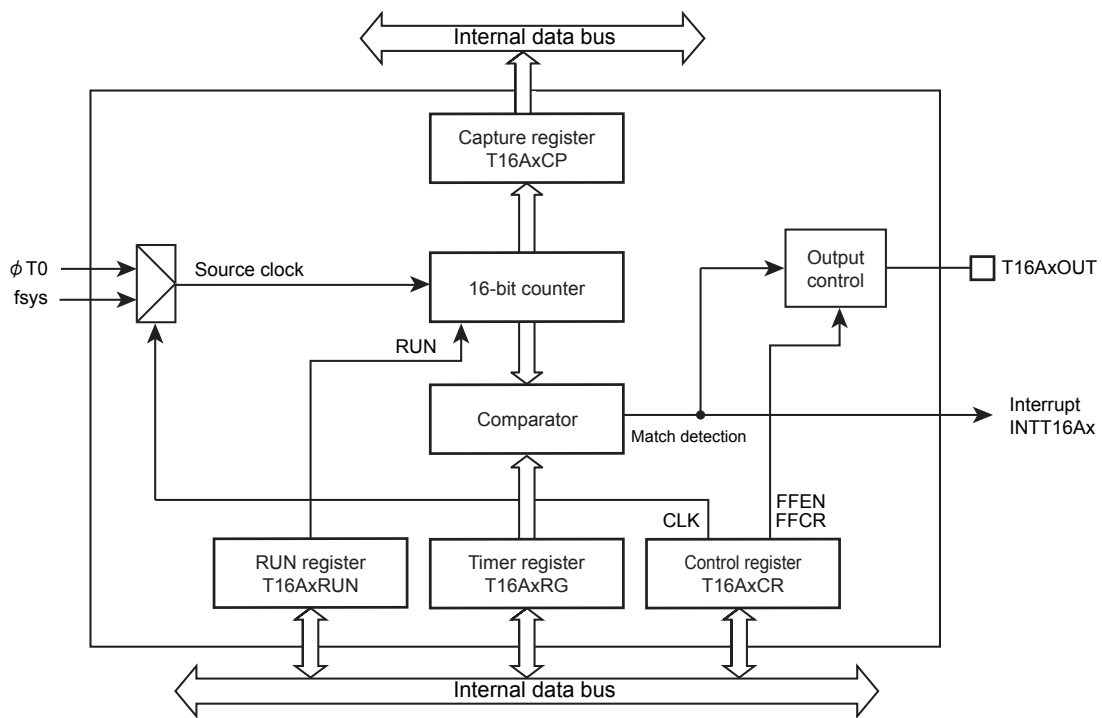 Internal data bus
Capture register
T16AxCP
ϕ T0
fsys
Source clock
16-bit counter
Output
control
T16AxOUT
RUN
Comparator
Match detection
Interrupt
INTT16Ax
CLK
FFEN
FFCR
RUN register
T16AxRUN
Timer register
T16AxRG
Control register
T16AxCR
Internal data bus